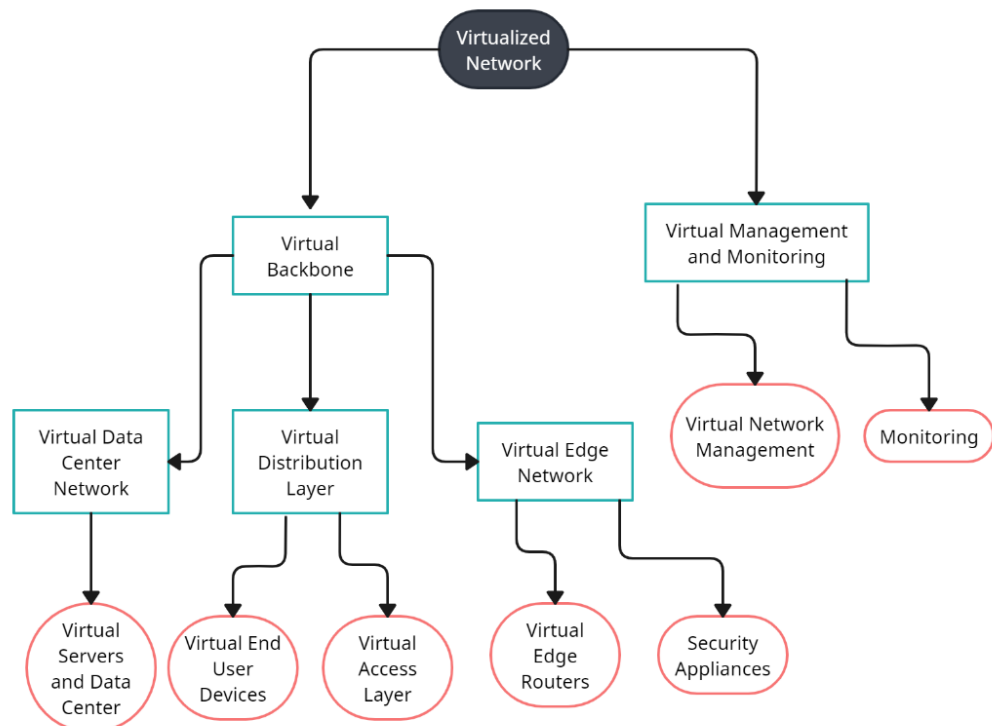 Virtualized
Network
Virtual
Backbone
Virtual Management
and Monitoring
Virtual Data
Center
Network
Virtual
Distribution
Layer
Virtual Edge
Network
Virtual Network
Management
Monitoring
Virtual
Servers
and Data
Center
Virtual End
User
Devices
Virtual
Access
Layer
Virtual
Edge
Routers
Security
Appliances